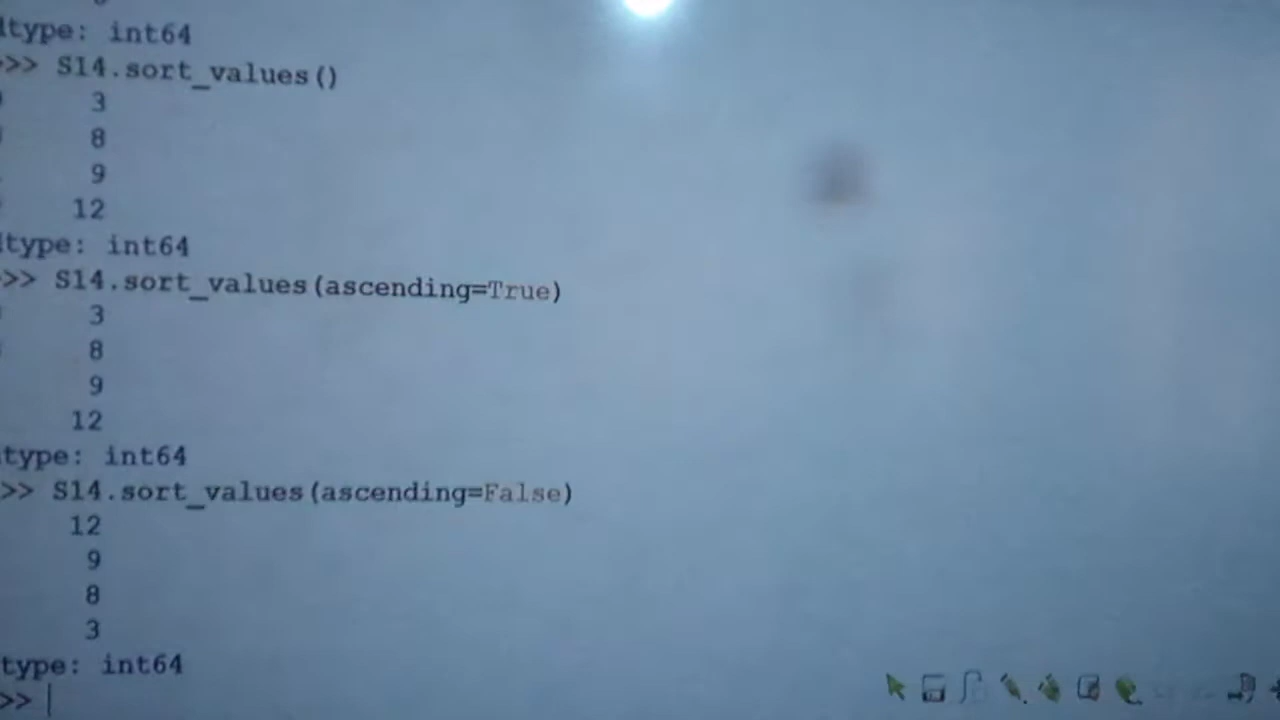 dtype: int64
>>> S14.sort_values()
3
8
9
12
dtype: int64
>>> S14.sort_values(ascending=True)
3
8
9
12
dtype: int64
>>> S14.sort_values(ascending=False)
12
9
8
3
type: int64
>>